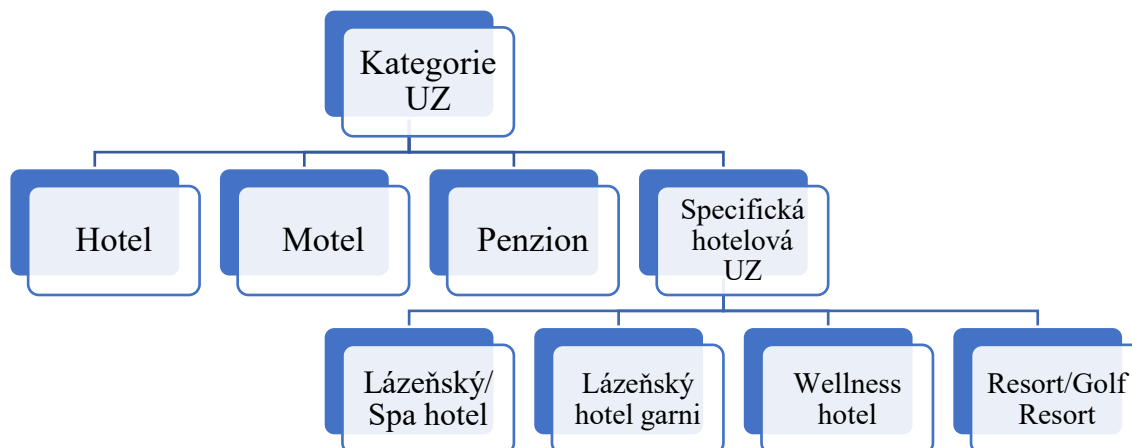 Kategorie
UZ
Hotel
Motel
Penzion
Specifická
hotelová
UZ
Lázeňský/
Spa hotel
Lázeňský
hotel garni
Wellness
hotel
Resort/Golf
Resort